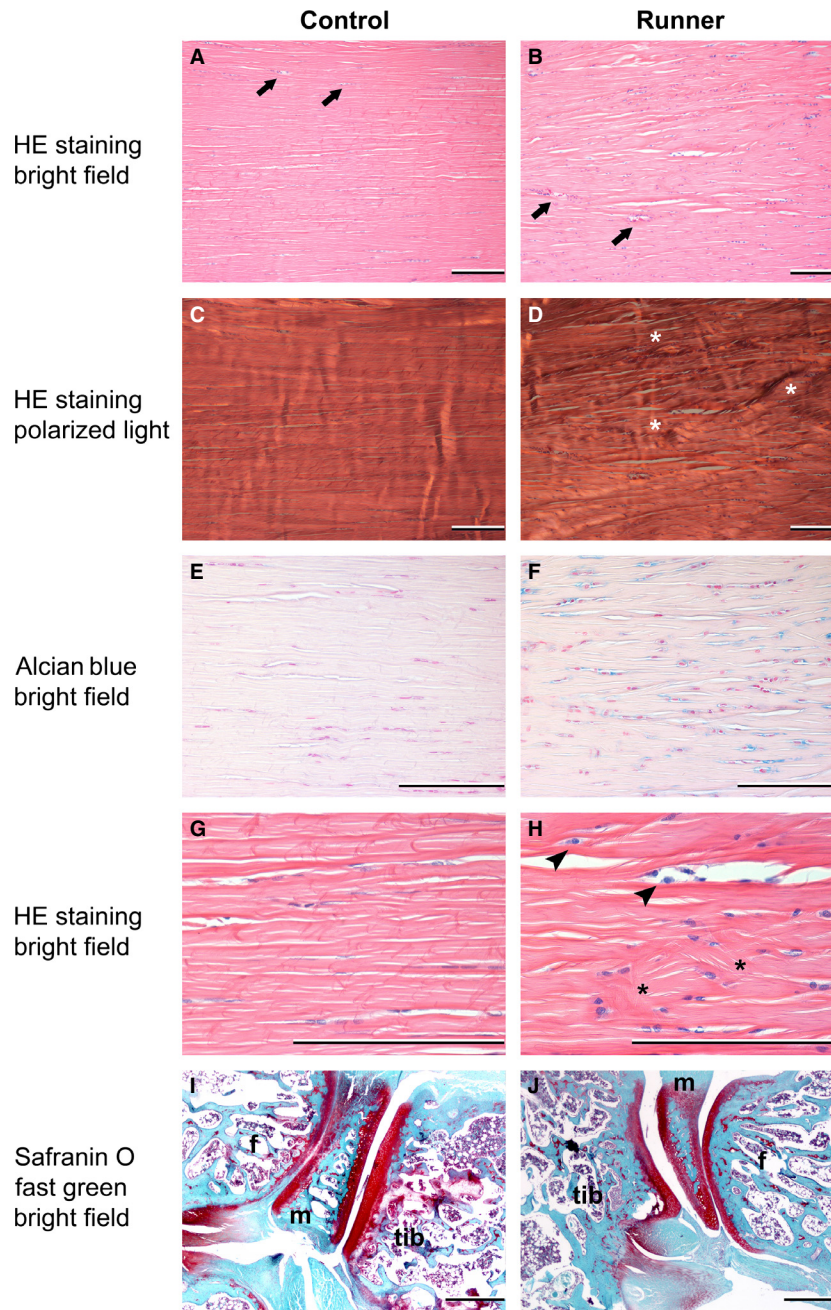 Control
Runner
HE staining
bright field
A
B
HE staining
polarized light
C
D
*
*
*
Alcian blue
bright field
E
F
HE staining
bright field
G
H
*
*
Safranin O
fast green
bright field
I
f
m
tib
J
m
f
tib